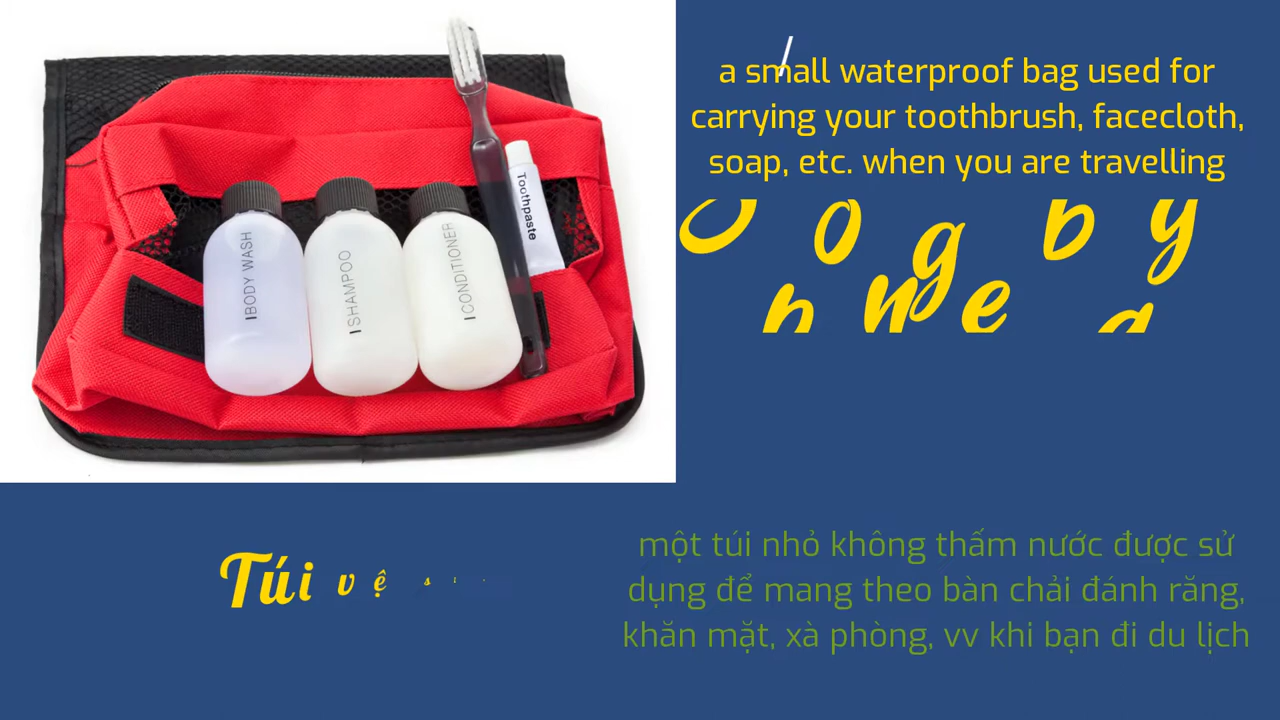 a small waterproof bag used for
carrying your toothbrush, facecloth,
soap, etc. when you are travelling
BODY WASH
SHAMPOO
CONDITIONER
Toothpaste
Túi vệ
một túi nhỏ không thấm nước được sử
dụng để mang theo bàn chải đánh răng,
khăn mặt, xà phòng, vv khi bạn đi du lịch